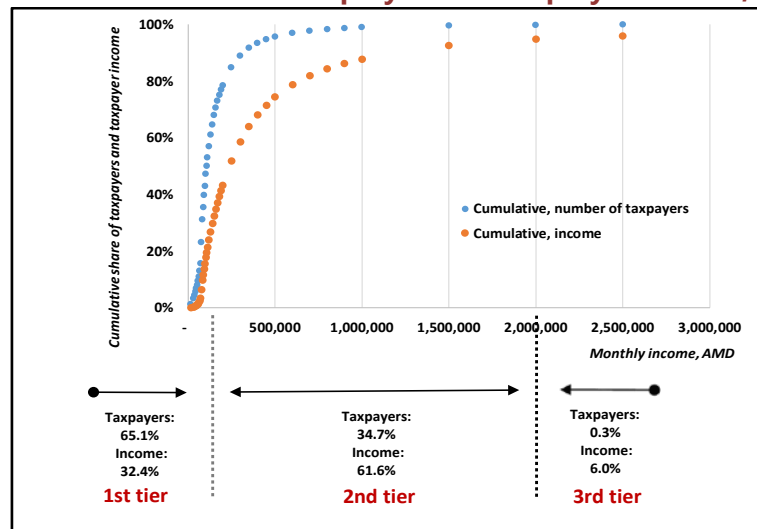 Cumulative share of taxpayers and taxpayer income
100%
80%
60%
40%
20%
0%
Cumulative, number of taxpayers
Cumulative, income
- 500,000 1,000,000 1,500,000 2,000,000 2,500,000 3,000,000
Monthly income, AMD
Taxpayers:
65.1%
Income:
32.4%
1st tier
Taxpayers:
34.7%
Income:
61.6%
2nd tier
Taxpayers:
0.3%
Income:
6.0%
3rd tier